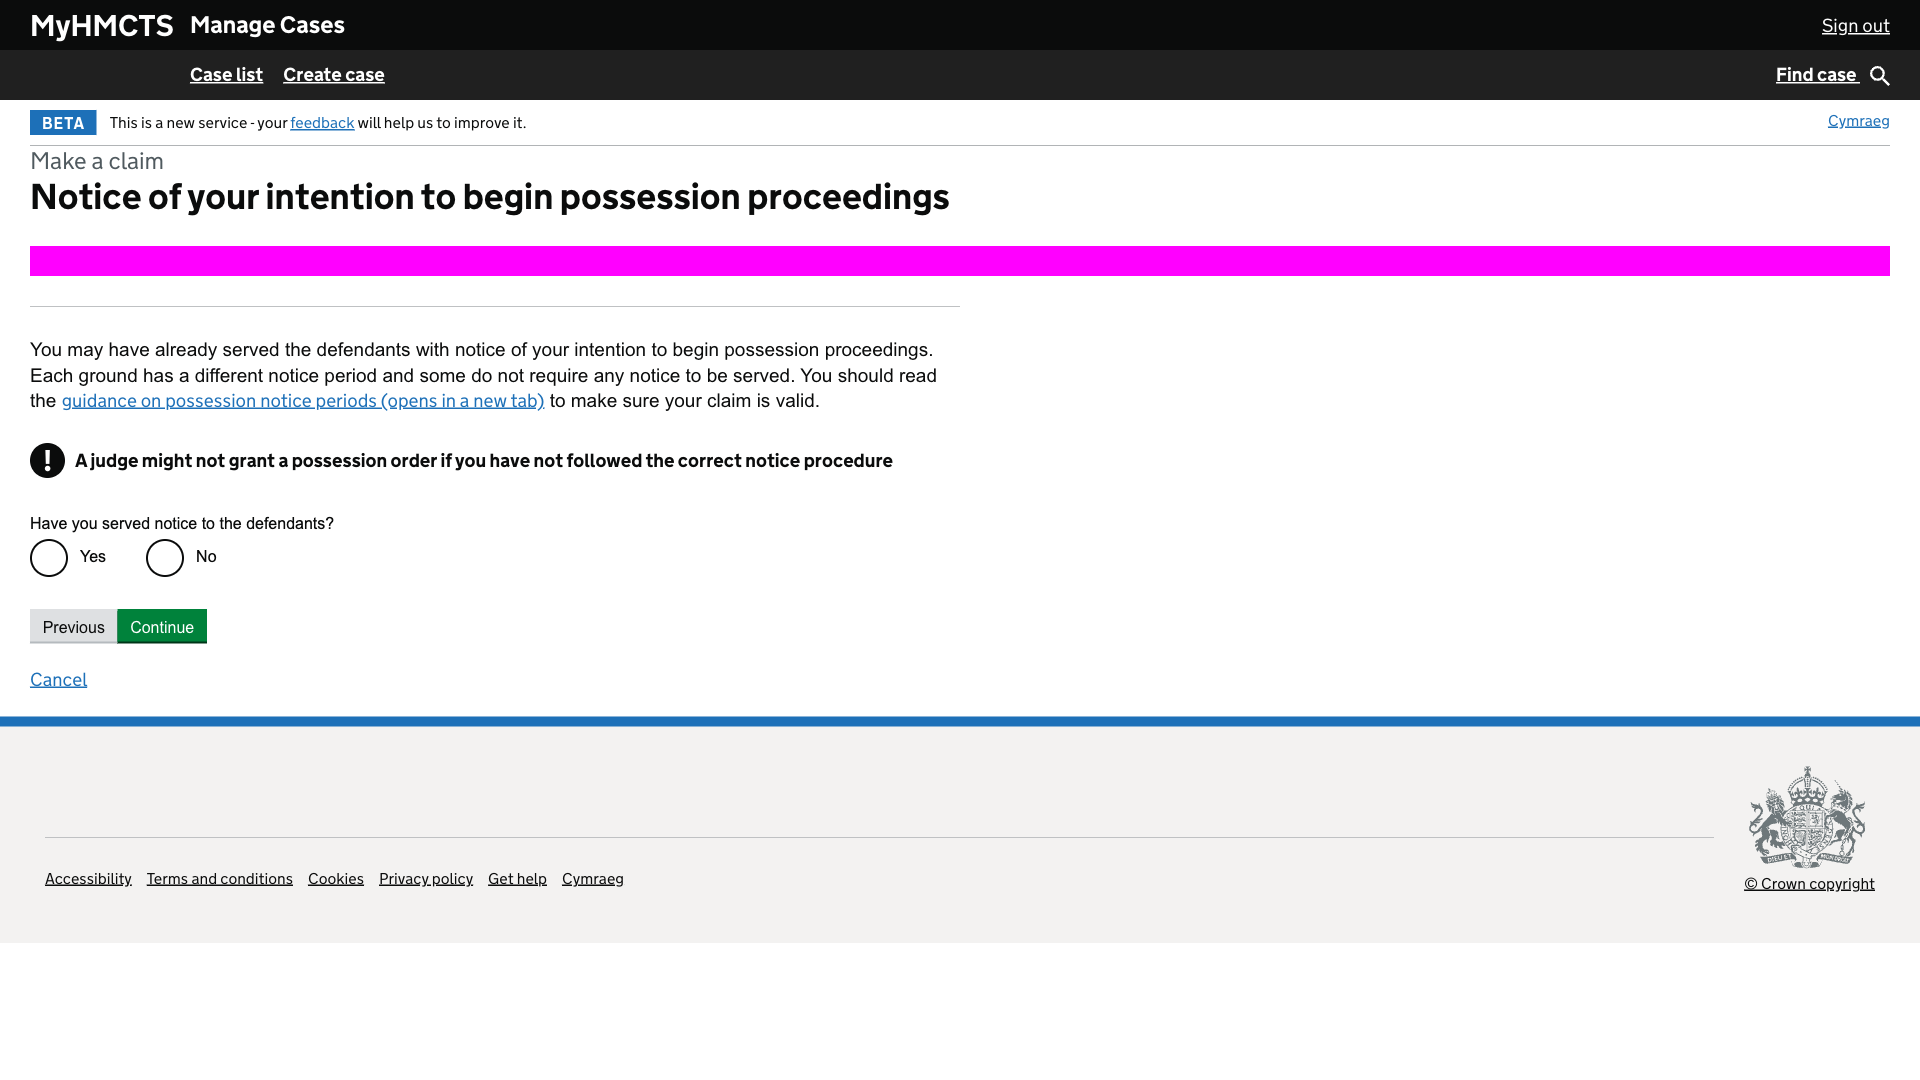 MyHMCTS Manage Cases Sign out
Case list Create case Find case
BETA This is a new service - your feedback will help us to improve it. Cymraeg
Make a claim
Notice of your intention to begin possession proceedings
You may have already served the defendants with notice of your intention to begin possession proceedings.
Each ground has a different notice period and some do not require any notice to be served. You should read
the guidance on possession notice periods (opens in a new tab) to make sure your claim is valid.
! A judge might not grant a possession order if you have not followed the correct notice procedure
Have you served notice to the defendants?
Yes No
Previous Continue
Cancel
Accessibility Terms and conditions Cookies Privacy policy Get help Cymraeg
© Crown copyright